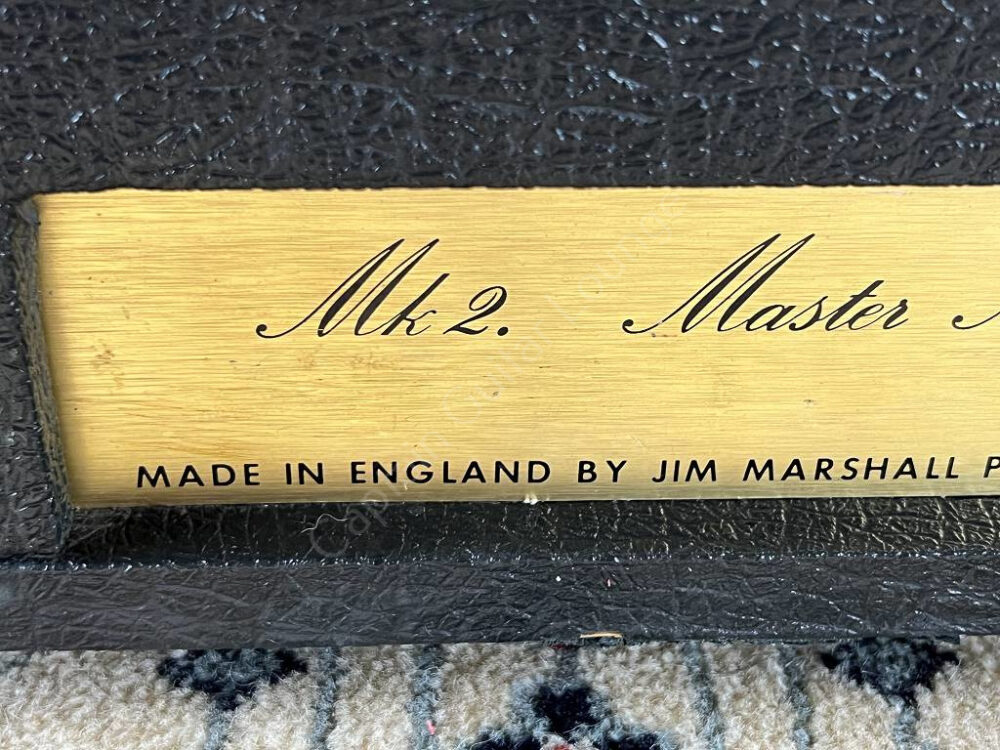 Mk 2. Master
MADE IN ENGLAND BY JIM MARSHALL P